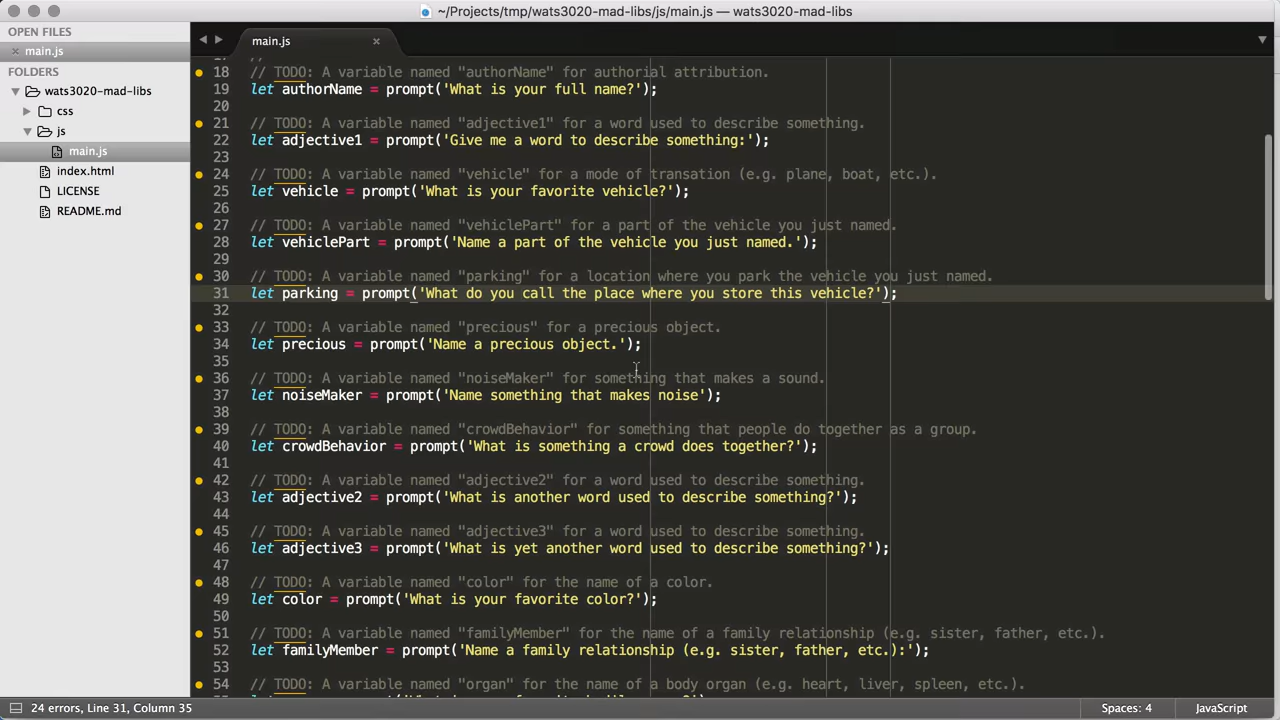 ~/Projects/tmp/wats3020-mad-libs/js/main.js — wats3020-mad-libs
OPEN FILES
× main.js
FOLDERS
wats3020-mad-libs
css
js
main.js
index.html
LICENSE
README.md
main.js ×
18 // TODO: A variable named "authorName" for authorial attribution.
19 let authorName = prompt('What is your full name?');
20
21 // TODO: A variable named "adjective1" for a word used to describe something.
22 let adjective1 = prompt('Give me a word to describe something:');
23
24 // TODO: A variable named "vehicle" for a mode of transation (e.g. plane, boat, etc.).
25 let vehicle = prompt('What is your favorite vehicle?');
26
27 // TODO: A variable named "vehiclePart" for a part of the vehicle you just named.
28 let vehiclePart = prompt('Name a part of the vehicle you just named.');
29
30 // TODO: A variable named "parking" for a location where you park the vehicle you just named.
31 let parking = prompt('What do you call the place where you store this vehicle?');
32
33 // TODO: A variable named "precious" for a precious object.
34 let precious = prompt('Name a precious object.');
35
36 // TODO: A variable named "noiseMaker" for something that makes a sound.
37 let noiseMaker = prompt('Name something that makes noise');
38
39 // TODO: A variable named "crowdBehavior" for something that people do together as a group.
40 let crowdBehavior = prompt('What is something a crowd does together?');
41
42 // TODO: A variable named "adjective2" for a word used to describe something.
43 let adjective2 = prompt('What is another word used to describe something?');
44
45 // TODO: A variable named "adjective3" for a word used to describe something.
46 let adjective3 = prompt('What is yet another word used to describe something?');
47
48 // TODO: A variable named "color" for the name of a color.
49 let color = prompt('What is your favorite color?');
50
51 // TODO: A variable named "familyMember" for the name of a family relationship (e.g. sister, father, etc.).
52 let familyMember = prompt('Name a family relationship (e.g. sister, father, etc.):');
53
54 // TODO: A variable named "organ" for the name of a body organ (e.g. heart, liver, spleen, etc.).
24 errors, Line 31, Column 35
Spaces: 4
JavaScript